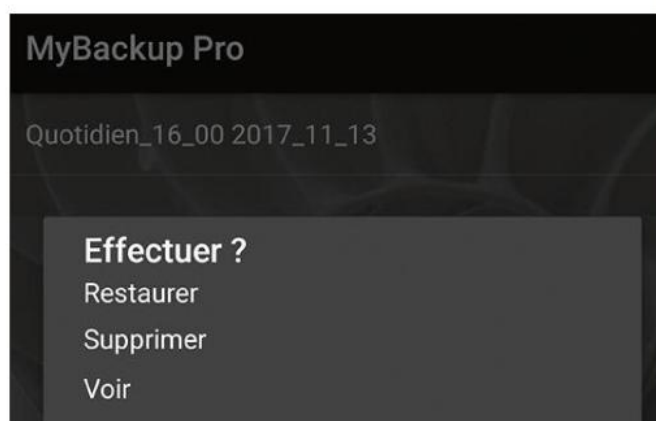 MyBackup Pro
Quotidien_16_00 2017_11_13
Effectuer ?
Restaurer
Supprimer
Voir